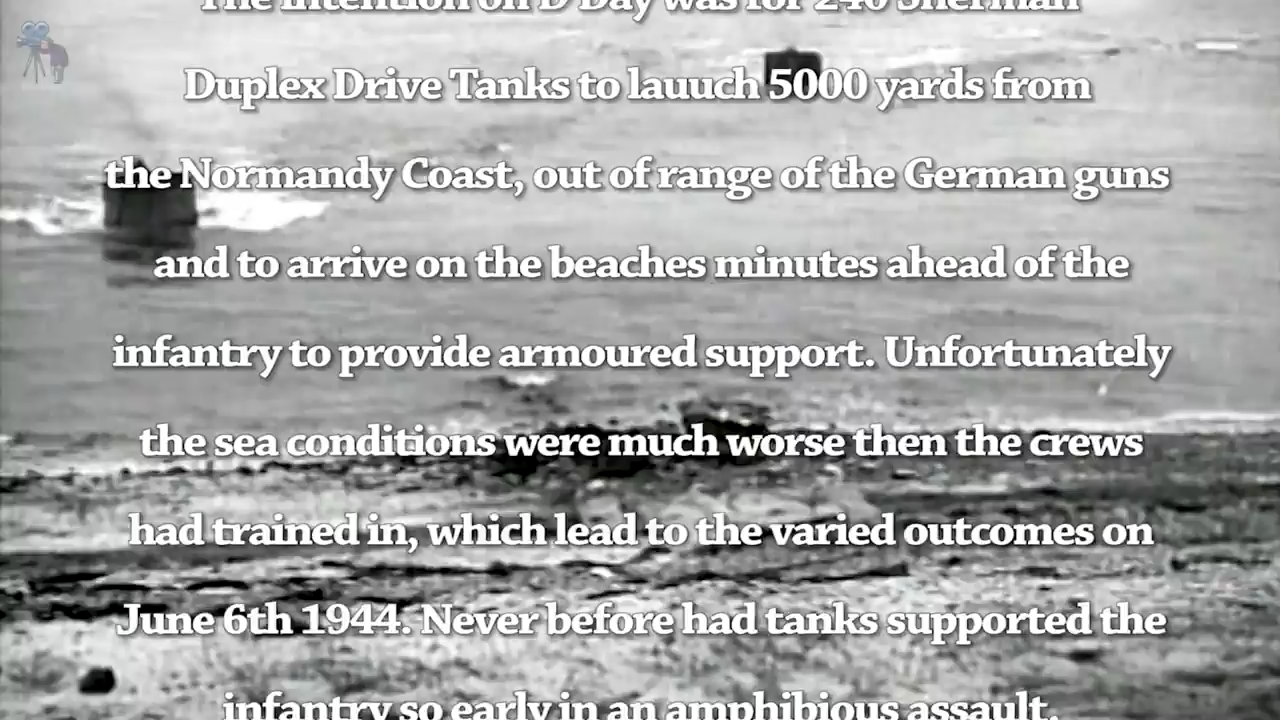 The intention on D Day was for 240 Sherman
Duplex Drive Tanks to lauuch 5000 yards from
the Normandy Coast, out of range of the German guns
and to arrive on the beaches minutes ahead of the
infantry to provide armoured support. Unfortunately
the sea conditions were much worse then the crews
had trained in, which lead to the varied outcomes on
June 6th 1944. Never before had tanks supported the
infantry so early in an amphibious assault.